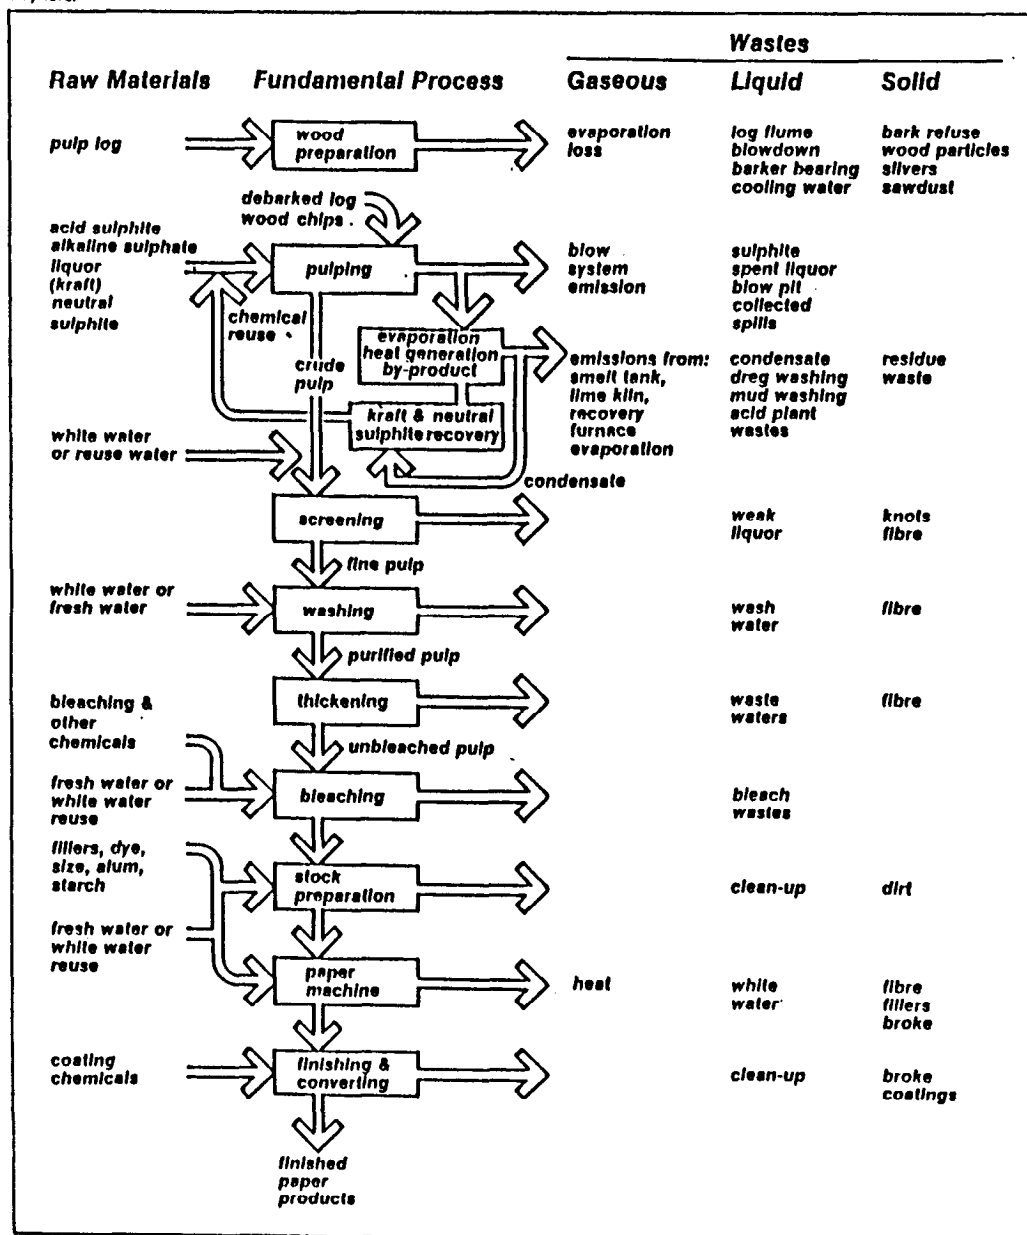 Wastes
Raw Materials Fundamental Process Gaseous Liquid Solid
pulp log
wood
preparation
evaporation
loss
log flume
blowdown
barker bearing
cooling water
bark refuse
wood particles
slivers
sawdust
debarked log
wood chips
acid sulphite
alkaline sulphate
liquor
(kraft)
neutral
sulphite
pulping
blow
system
emission
sulphite
spent liquor
blow pit
collected
spills
chemical
reuse
crude
pulp
evaporation
heat generation
by-product
kraft & neutral
sulphite recovery
emissions from:
smelt tank,
lime kiln,
recovery
furnace
evaporation
condensate
dreg washing
mud washing
acid plant
wastes
residue
waste
white water
or reuse water
condensate
screening
weak
liquor
knots
fibre
fine pulp
white water or
fresh water
washing
wash
water
fibre
purified pulp
thickening
waste
waters
fibre
unbleached pulp
bleaching &
other
chemicals
fresh water or
white water
reuse
bleaching
bleach
wastes
fillers, dye,
size, alum,
starch
stock
preparation
clean-up
dirt
fresh water or
white water
reuse
paper
machine
heat
white
water
fibre
fillers
broke
coating
chemicals
finishing &
converting
clean-up
broke
coatings
finished
paper
products